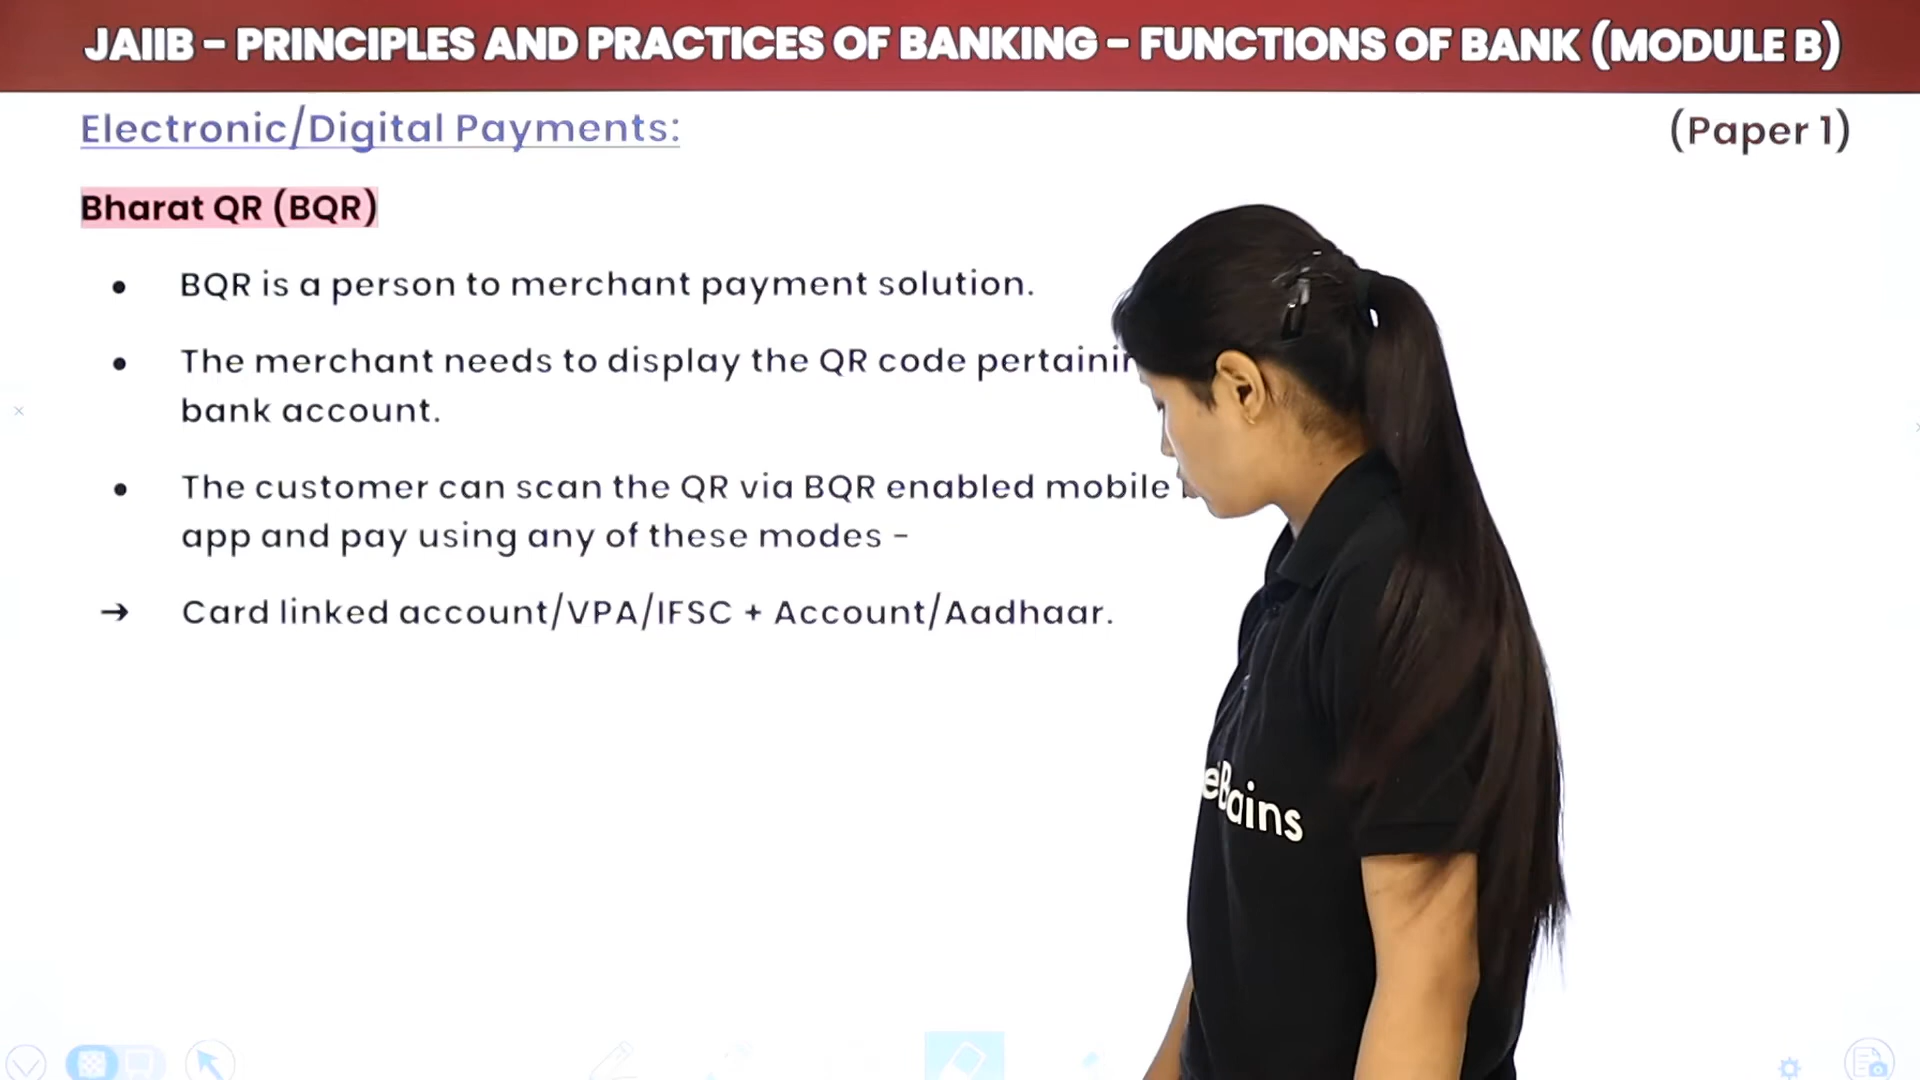 JAIIB – PRINCIPLES AND PRACTICES OF BANKING – FUNCTIONS OF BANK (MODULE B)
Electronic/Digital Payments:
(Paper 1)
Bharat QR (BQR)
• BQR is a person to merchant payment solution.
• The merchant needs to display the QR code
bank account.
• The customer can scan the QR via BQR enabled mobile
app and pay using any of these modes –
→ Card linked account/VPA/IFSC + Account/Aadhaar.